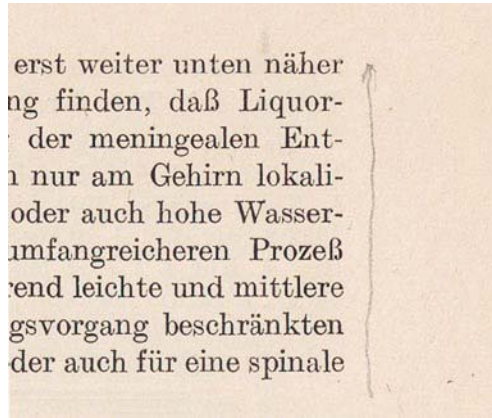 erst weiter unten näher
ng finden, daß Liquor-
der meningealen Ent-
nur am Gehirn lokali-
oder auch hohe Wasser-
umfangreicheren Prozeß
rend leichte und mittlere
gsvorgang beschränkten
der auch für eine spinale